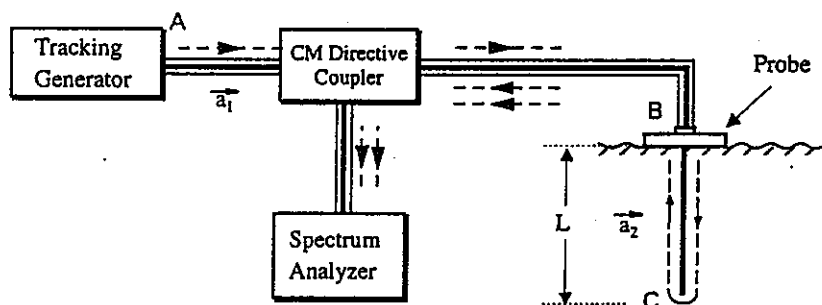 A
Tracking
Generator
a₁
CM Directive
Coupler
Spectrum
Analyzer
Probe
B
L
a₂
C